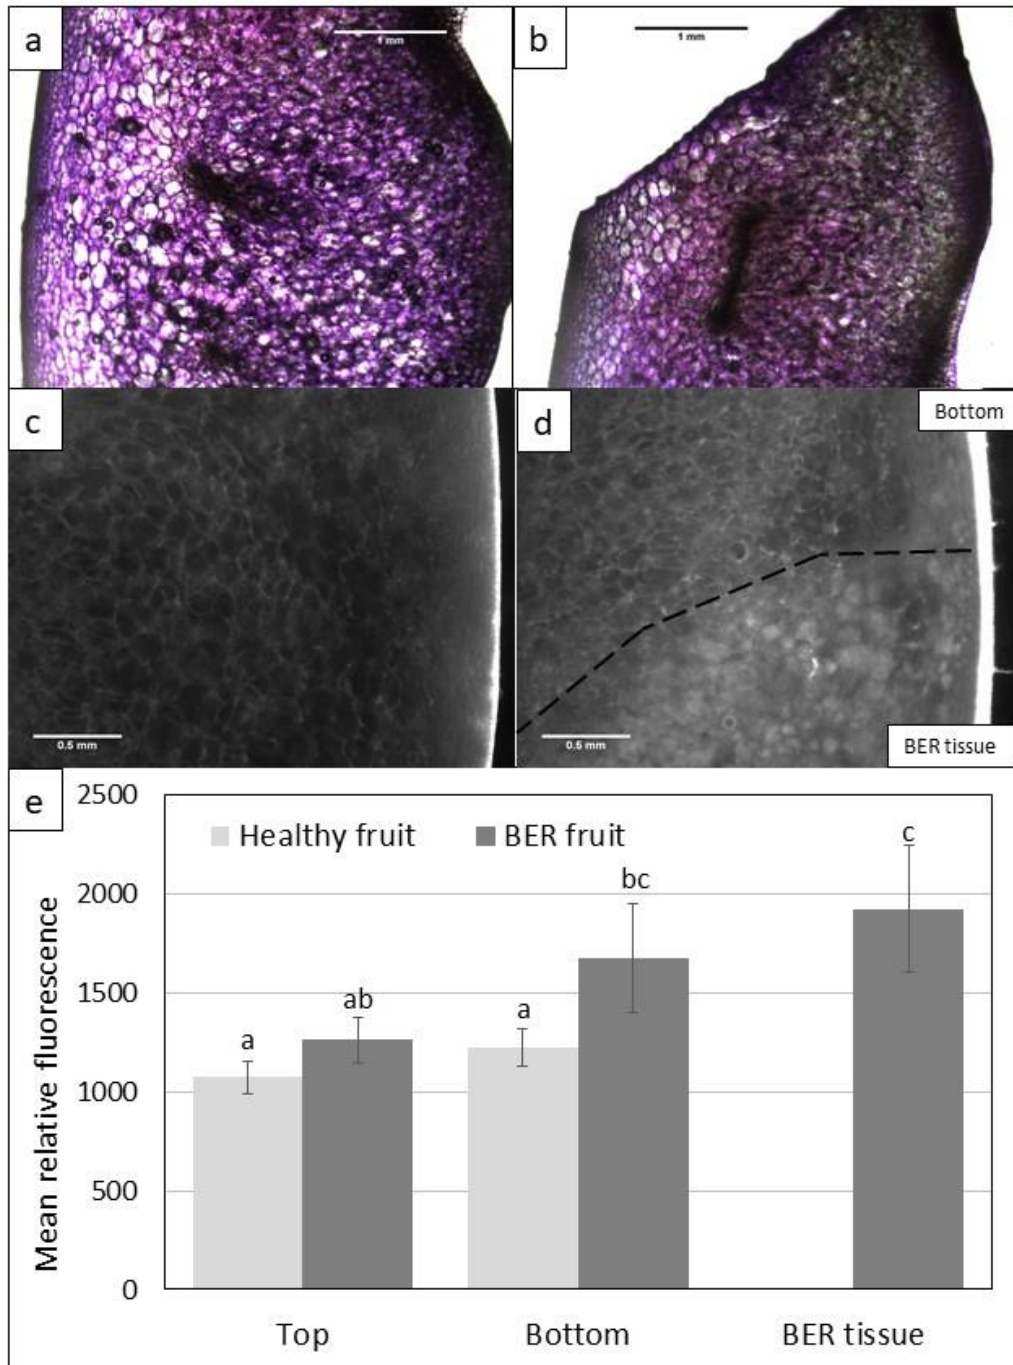 a
1 mm
b
1 mm
c
0.5 mm
d
Bottom
0.5 mm
BER tissue
e
Mean relative fluorescence
2500
2000
1500
1000
500
0
Healthy fruit
BER fruit
a
ab
a
bc
c
Top
Bottom
BER tissue